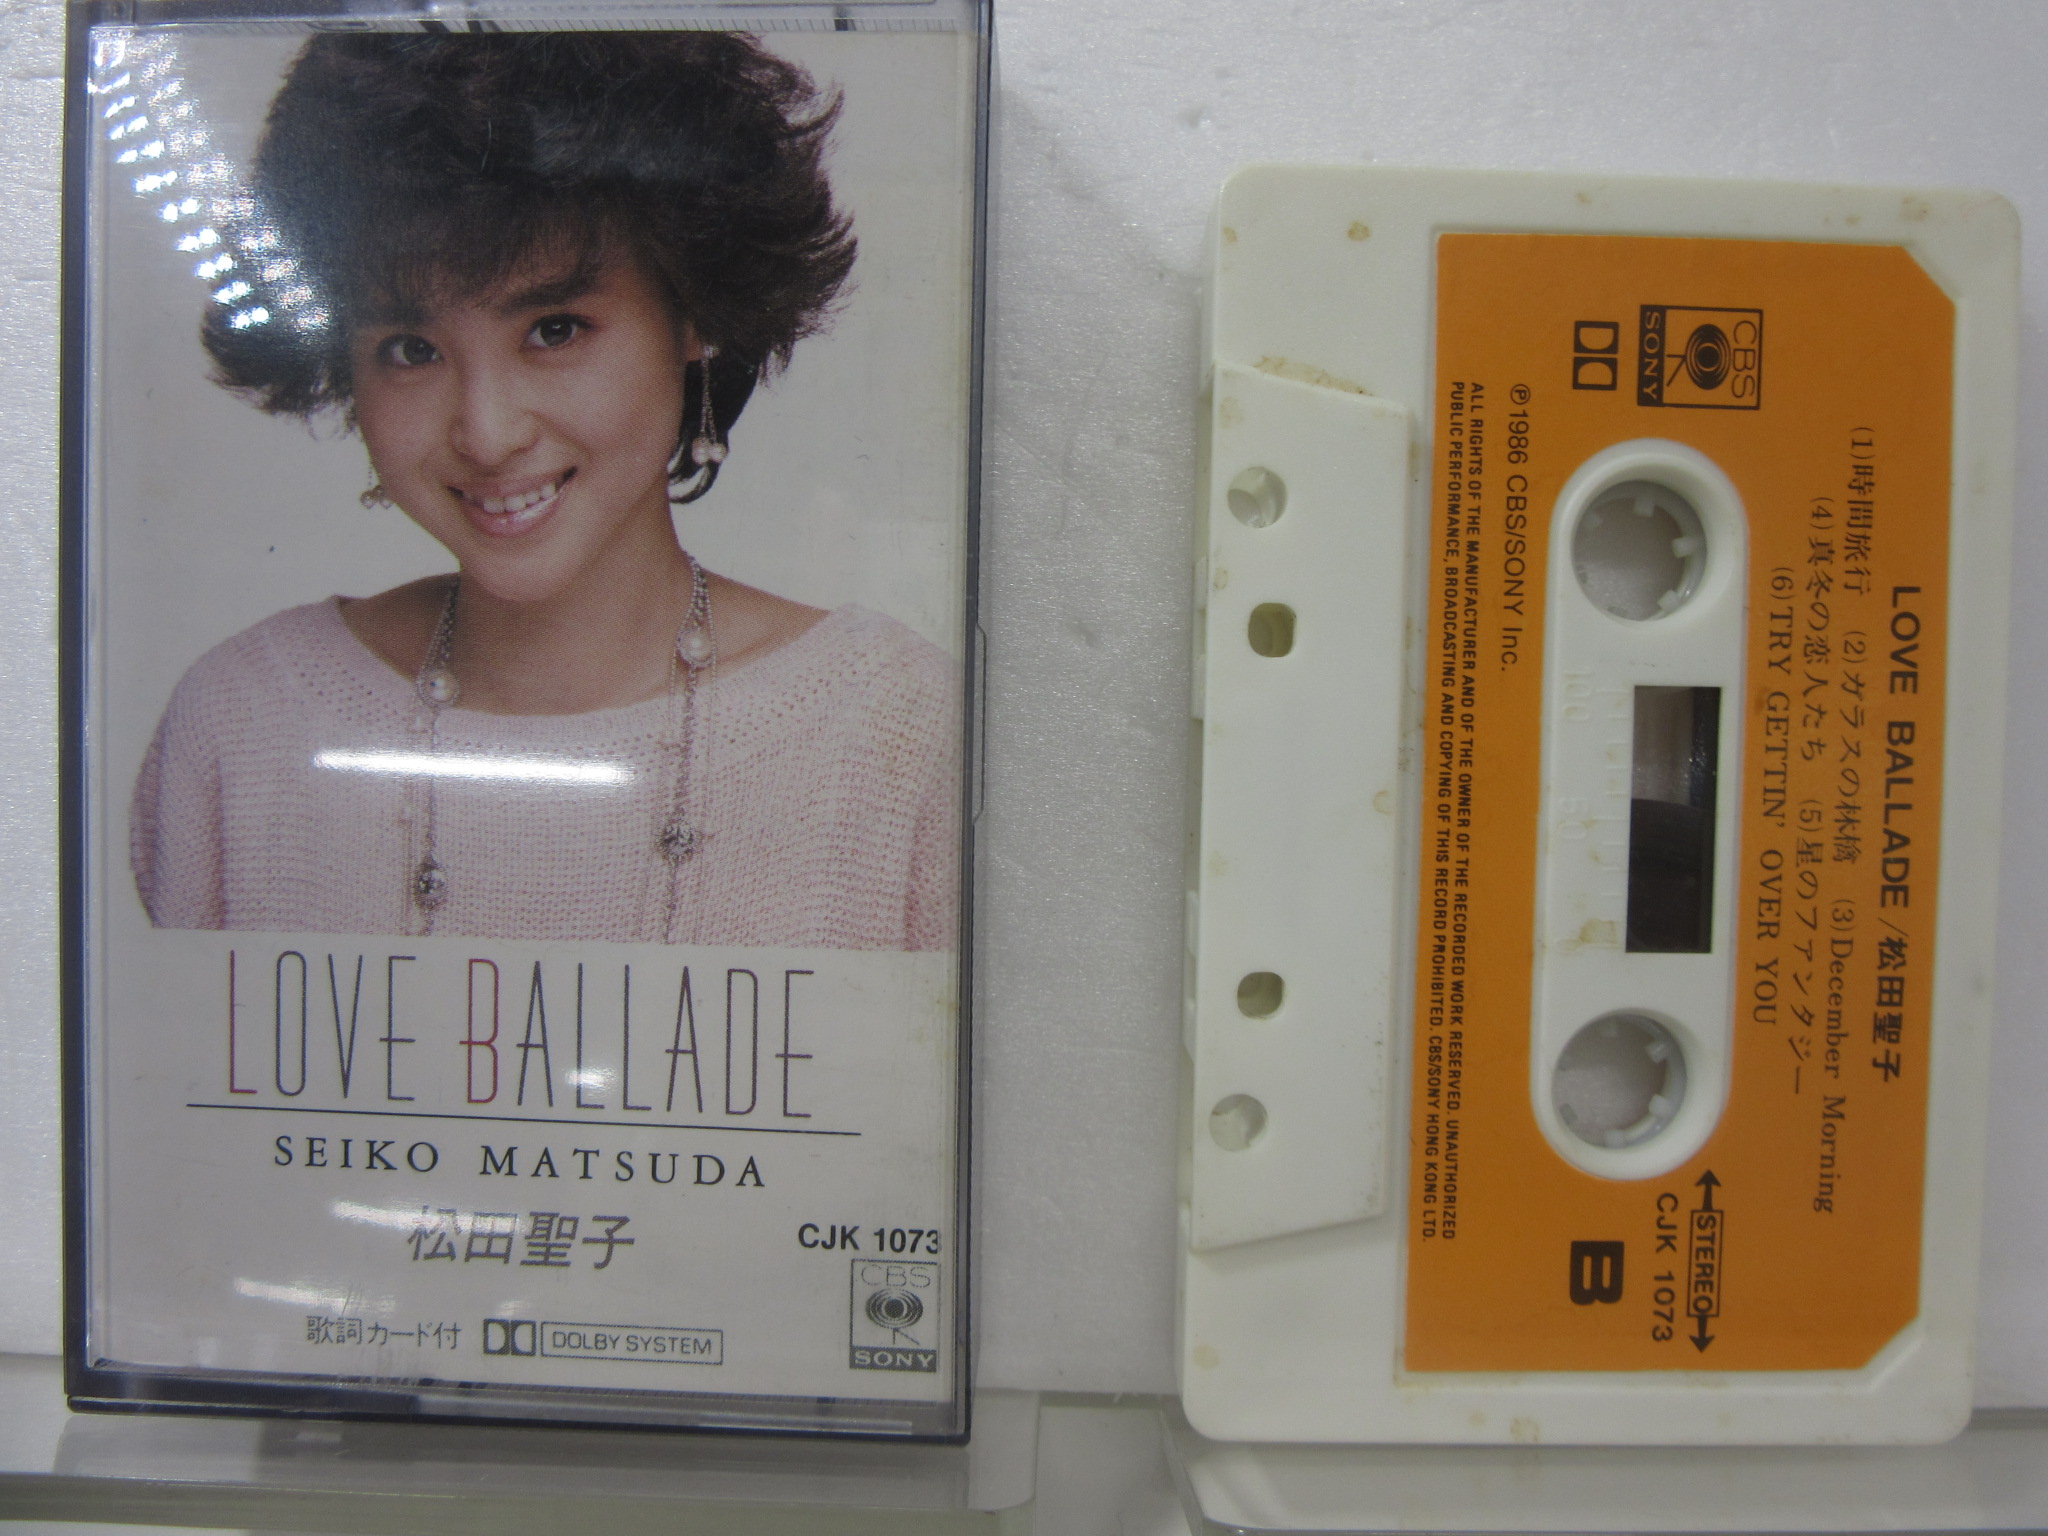 LOVE BALLADE
SEIKO MATSUDA
松田聖子
CJK 1073
CBS
SONY
歌詞カード付
DOLBY SYSTEM
LOVE BALLADE/松田聖子
(1)時間旅行 (2)ガラスの林檎 (3)December Morning
(4)真冬の恋人たち (5)星のファンタジー
(6)TRY GETTIN' OVER YOU
CBS
SONY
STEREO
CJK 1073
B
100 50 0
℗1986 CBS/SONY Inc.
ALL RIGHTS OF THE MANUFACTURER AND OF THE OWNER OF THE RECORDED WORK RESERVED. UNAUTHORIZED
PUBLIC PERFORMANCE, BROADCASTING AND COPYING OF THIS RECORD PROHIBITED. CBS/SONY HONG KONG LTD.